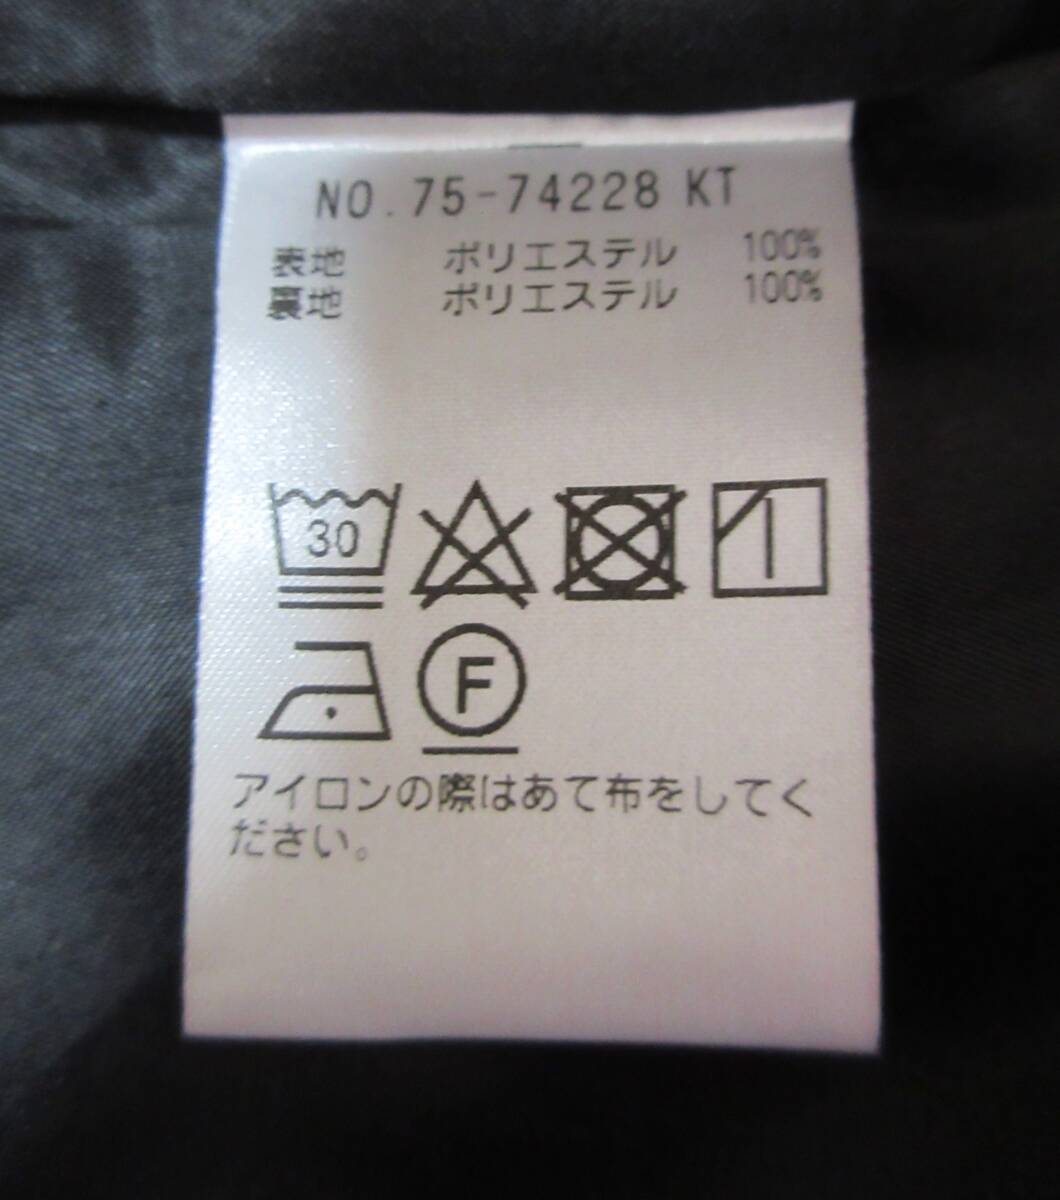 NO. 75-74228 KT
表地 ポリエステル 100%
裏地 ポリエステル 100%
30
F
アイロンの際はあて布をしてく
ださい。